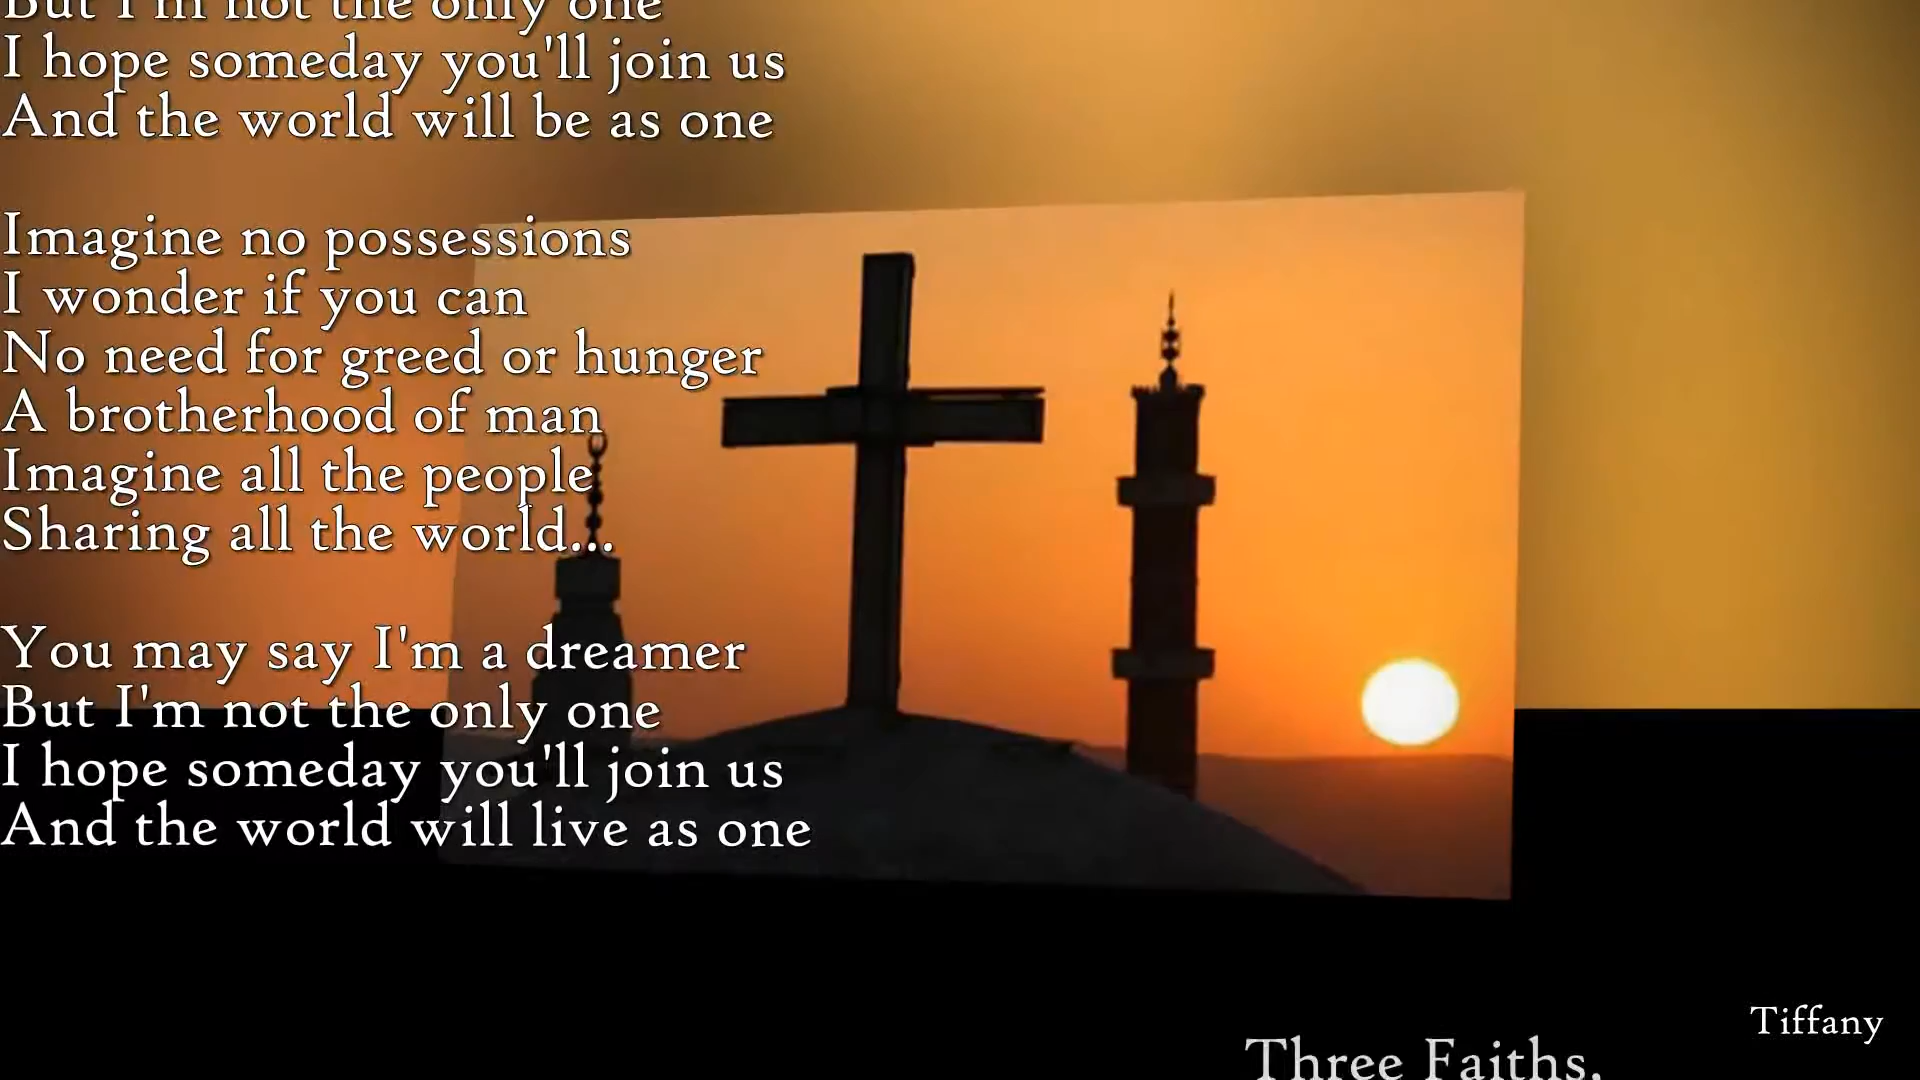 But I'm not the only one
I hope someday you'll join us
And the world will be as one
Imagine no possessions
I wonder if you can
No need for greed or hunger
A brotherhood of man
Imagine all the people
Sharing all the world...
You may say I'm a dreamer
But I'm not the only one
I hope someday you'll join us
And the world will live as one
Tiffany
Three Faiths,